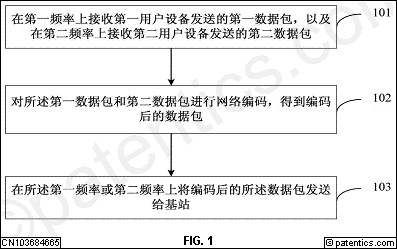 在第一频率上接收第一用户设备发送的第一数据包，以及
在第二频率上接收第二用户设备发送的第二数据包
101
对所述第一数据包和第二数据包进行网络编码，得到编码
后的数据包
102
在所述第一频率或第二频率上将编码后的所述数据包发送
给基站
103
©patentics.com
CN103684665
FIG. 1